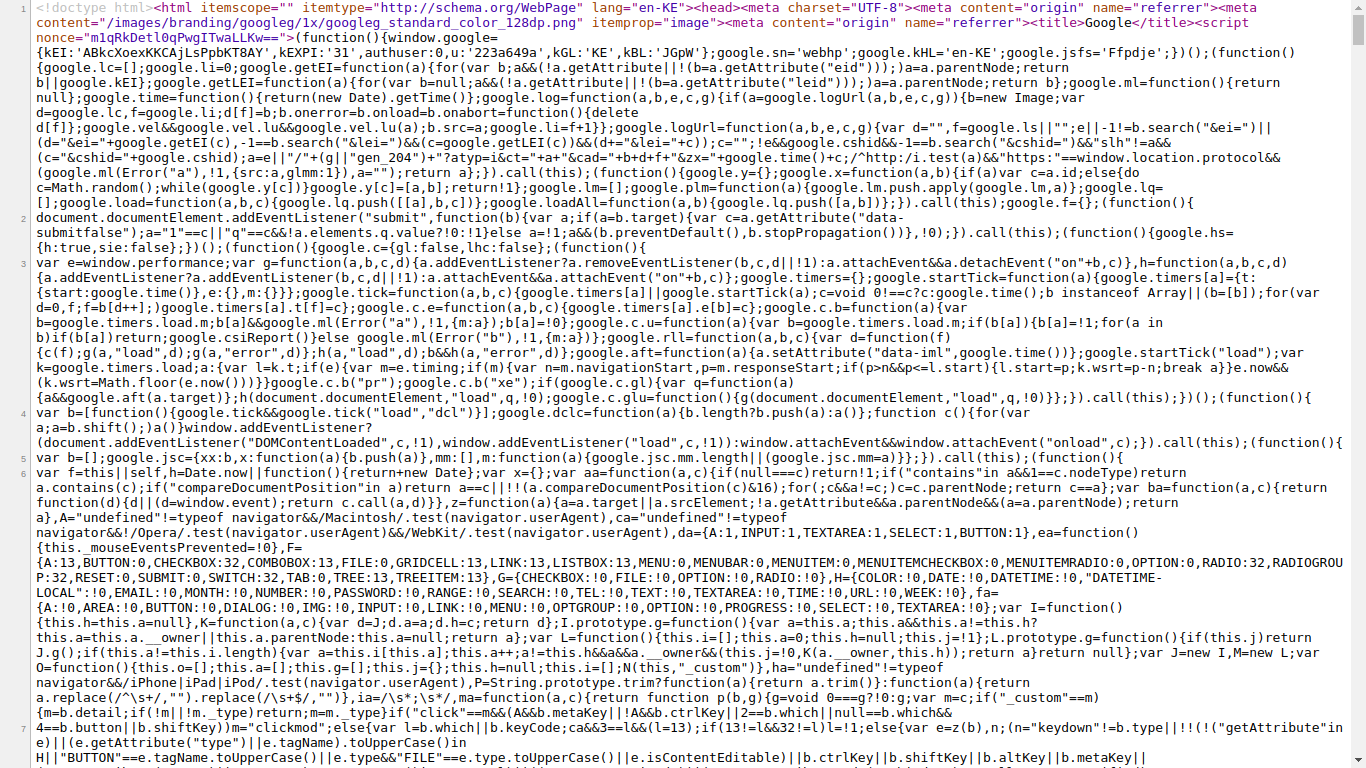 1 <!doctype html><html itemscope="" itemtype="http://schema.org/WebPage" lang="en-KE"><head><meta charset="UTF-8"><meta content="origin" name="referrer"><meta
content="/images/branding/googleg/1x/googleg_standard_color_128dp.png" itemprop="image"><meta content="origin" name="referrer"><title>Google</title><script
nonce="m1qRkDetl0qPwgITwaLLKw==">(function(){window.google=
{kEI:'ABkcXoexKKCAjLsPpbKT8AY',kEXPI:'31',authuser:0,u:'223a649a',kGL:'KE',kBL:'JGpW'};google.sn='webhp';google.kHL='en-KE';google.jsfs='Ffpdje';})();(function()
{google.lc=[];google.li=0;google.getEI=function(a){for(var b;a&&(!a.getAttribute||!(b=a.getAttribute("eid")));)a=a.parentNode;return
b||google.kEI};google.getLEI=function(a){for(var b=null;a&&(!a.getAttribute||!(b=a.getAttribute("leid")));)a=a.parentNode;return b};google.ml=function(){return
null};google.time=function(){return(new Date).getTime()};google.log=function(a,b,e,c,g){if(a=google.logUrl(a,b,e,c,g)){b=new Image;var
d=google.lc,f=google.li;d[f]=b;b.onerror=b.onload=b.onabort=function(){delete
d[f]};google.vel&&google.vel.lu&&google.vel.lu(a);b.src=a;google.li=f+1}};google.logUrl=function(a,b,e,c,g){var d="",f=google.ls||"";e||-1!=b.search("&ei=")||
(d="&ei="+google.getEI(c),-1==b.search("&lei=")&&(c=google.getLEI(c))&&(d+="&lei="+c));c="";!e&&google.cshid&&-1==b.search("&cshid=")&&"slh"!=a&&
(c="&cshid="+google.cshid);a=e||"/"+(g||"gen_204")+"?atyp=i&ct="+a+"&cad="+b+d+f+"&zx="+google.time()+c;/^http:/i.test(a)&&"https:"==window.location.protocol&&
(google.ml(Error("a"),!1,{src:a,glmm:1}),a="");return a};}).call(this);(function(){google.y={};google.x=function(a,b){if(a)var c=a.id;else{do
c=Math.random();while(google.y[c])}google.y[c]=[a,b];return!1};google.lm=[];google.plm=function(a){google.lm.push.apply(google.lm,a)};google.lq=
[];google.load=function(a,b,c){google.lq.push([[a],b,c])};google.loadAll=function(a,b){google.lq.push([a,b])};}).call(this);google.f={};(function(){
2 document.documentElement.addEventListener("submit",function(b){var a;if(a=b.target){var c=a.getAttribute("data-
submitfalse");a="1"==c||"q"==c&&!a.elements.q.value?!0:!1}else a=!1;a&&(b.preventDefault(),b.stopPropagation())},!0);}).call(this);(function(){google.hs=
{h:true,sie:false};})();(function(){google.c={gl:false,lhc:false};(function(){
3 var e=window.performance;var g=function(a,b,c,d){a.addEventListener?a.removeEventListener(b,c,d||!1):a.attachEvent&&a.detachEvent("on"+b,c)},h=function(a,b,c,d)
{a.addEventListener?a.addEventListener(b,c,d||!1):a.attachEvent&&a.attachEvent("on"+b,c)};google.timers={};google.startTick=function(a){google.timers[a]={t:
{start:google.time()},e:{},m:{}}};google.tick=function(a,b,c){google.timers[a]||google.startTick(a);c=void 0!==c?c:google.time();b instanceof Array||(b=[b]);for(var
d=0,f;f=b[d++];)google.timers[a].t[f]=c};google.c.e=function(a,b,c){google.timers[a].e[b]=c};google.c.b=function(a){var
b=google.timers.load.m;b[a]&&google.ml(Error("a"),!1,{m:a});b[a]=!0};google.c.u=function(a){var b=google.timers.load.m;if(b[a]){b[a]=!1;for(a in
b)if(b[a])return;google.csiReport()}else google.ml(Error("b"),!1,{m:a})};google.rll=function(a,b,c){var d=function(f)
{c(f);g(a,"load",d);g(a,"error",d)};h(a,"load",d);b&&h(a,"error",d)};google.aft=function(a){a.setAttribute("data-iml",google.time())};google.startTick("load");var
k=google.timers.load;a:{var l=k.t;if(e){var m=e.timing;if(m){var n=m.navigationStart,p=m.responseStart;if(p>n&&p<=l.start){l.start=p;k.wsrt=p-n;break a}}e.now&&
(k.wsrt=Math.floor(e.now()))}}google.c.b("pr");google.c.b("xe");if(google.c.gl){var q=function(a)
{a&&google.aft(a.target)};h(document.documentElement,"load",q,!0);google.c.glu=function(){g(document.documentElement,"load",q,!0)}};}).call(this);})();(function(){
4 var b=[function(){google.tick&&google.tick("load","dcl")}];google.dclc=function(a){b.length?b.push(a):a()};function c(){for(var
a;a=b.shift();)a()}window.addEventListener?
(document.addEventListener("DOMContentLoaded",c,!1),window.addEventListener("load",c,!1)):window.attachEvent&&window.attachEvent("onload",c);}).call(this);(function(){
5 var b=[];google.jsc={xx:b,x:function(a){b.push(a)},mm:[],m:function(a){google.jsc.mm.length||(google.jsc.mm=a)}};}).call(this);(function(){
6 var f=this||self,h=Date.now||function(){return+new Date};var x={};var aa=function(a,c){if(null===c)return!1;if("contains"in a&&1==c.nodeType)return
a.contains(c);if("compareDocumentPosition"in a)return a==c||!!(a.compareDocumentPosition(c)&16);for(;c&&a!=c;)c=c.parentNode;return c==a};var ba=function(a,c){return
function(d){d||(d=window.event);return c.call(a,d)}},z=function(a){a=a.target||a.srcElement;!a.getAttribute&&a.parentNode&&(a=a.parentNode);return
a},A="undefined"!=typeof navigator&&/Macintosh/.test(navigator.userAgent),ca="undefined"!=typeof
navigator&&!/Opera/.test(navigator.userAgent)&&/WebKit/.test(navigator.userAgent),da={A:1,INPUT:1,TEXTAREA:1,SELECT:1,BUTTON:1},ea=function()
{this._mouseEventsPrevented=!0},F=
{A:13,BUTTON:0,CHECKBOX:32,COMBOBOX:13,FILE:0,GRIDCELL:13,LINK:13,LISTBOX:13,MENU:0,MENUBAR:0,MENUITEM:0,MENUITEMCHECKBOX:0,MENUITEMRADIO:0,OPTION:0,RADIO:32,RADIOGROU
P:32,RESET:0,SUBMIT:0,SWITCH:32,TAB:0,TREE:13,TREEITEM:13},G={CHECKBOX:!0,FILE:!0,OPTION:!0,RADIO:!0},H={COLOR:!0,DATE:!0,DATETIME:!0,"DATETIME-
LOCAL":!0,EMAIL:!0,MONTH:!0,NUMBER:!0,PASSWORD:!0,RANGE:!0,SEARCH:!0,TEL:!0,TEXT:!0,TEXTAREA:!0,TIME:!0,URL:!0,WEEK:!0},fa=
{A:!0,AREA:!0,BUTTON:!0,DIALOG:!0,IMG:!0,INPUT:!0,LINK:!0,MENU:!0,OPTGROUP:!0,OPTION:!0,PROGRESS:!0,SELECT:!0,TEXTAREA:!0};var I=function()
{this.h=this.a=null},K=function(a,c){var d=J;d.a=a;d.h=c;return d};I.prototype.g=function(){var a=this.a;this.a&&this.a!=this.h?
this.a=this.a.__owner||this.a.parentNode:this.a=null;return a};var L=function(){this.i=[];this.a=0;this.h=null;this.j=!1};L.prototype.g=function(){if(this.j)return
J.g();if(this.a!=this.i.length){var a=this.i[this.a];this.a++;a!=this.h&&a&&a.__owner&&(this.j=!0,K(a.__owner,this.h));return a}return null};var J=new I,M=new L;var
O=function(){this.o=[];this.a=[];this.g=[];this.j={};this.h=null;this.i=[];N(this,"_custom")},ha="undefined"!=typeof
navigator&&/iPhone|iPad|iPod/.test(navigator.userAgent),P=String.prototype.trim?function(a){return a.trim()}:function(a){return
a.replace(/^\s+/,"").replace(/\s+$/,"")},ia=/\s*;\s*/,ma=function(a,c){return function p(b,g){g=void 0===g?!0:g;var m=c;if("_custom"==m)
{m=b.detail;if(!m||!m._type)return;m=m._type}if("click"==m&&(A&&b.metaKey||!A&&b.ctrlKey||2==b.which||null==b.which&&
7 4==b.button||b.shiftKey))m="clickmod";else{var l=b.which||b.keyCode;ca&&3==l&&(l=13);if(13!=l&&32!=l)l=!1;else{var e=z(b),n;(n="keydown"!=b.type||!!(!("getAttribute"in
e)||(e.getAttribute("type")||e.tagName).toUpperCase()in
H||"BUTTON"==e.tagName.toUpperCase()||e.type&&"FILE"==e.type.toUpperCase()||e.isContentEditable)||b.ctrlKey||b.shiftKey||b.altKey||b.metaKey||